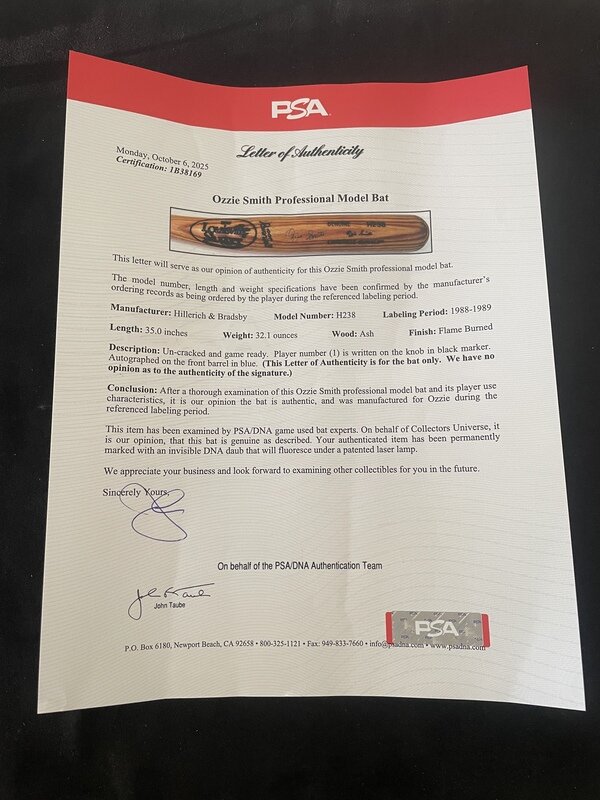 PSA
Letter of Authenticity
Monday, October 6, 2025
Certification: 1B38169
Ozzie Smith Professional Model Bat
Louisville
This letter will serve as our opinion of authenticity for this Ozzie Smith professional model bat.
The model number, length and weight specifications have been confirmed by the manufacturer's
ordering records as being ordered by the player during the referenced labeling period.
Manufacturer: Hillerich & Bradsby Model Number: H238 Labeling Period: 1988-1989
Length: 35.0 inches Weight: 32.1 ounces Wood: Ash Finish: Flame Burned
Description: Un-cracked and game ready. Player number (1) is written on the knob in black marker.
Autographed on the front barrel in blue. (This Letter of Authenticity is for the bat only. We have no
opinion as to the authenticity of the signature.)
Conclusion: After a thorough examination of this Ozzie Smith professional model bat and its player use
characteristics, it is our opinion the bat is authentic, and was manufactured for Ozzie during the
referenced labeling period.
This item has been examined by PSA/DNA game used bat experts. On behalf of Collectors Universe, it
is our opinion, that this bat is genuine as described. Your authenticated item has been permanently
marked with an invisible DNA daub that will fluoresce under a patented laser lamp.
We appreciate your business and look forward to examining other collectibles for you in the future.
Sincerely Yours,
On behalf of the PSA/DNA Authentication Team
John Taube
PSA
P.O. Box 6180, Newport Beach, CA 92658 • 800-325-1121 • Fax: 949-833-7660 • info@psadna.com • www.psadna.com